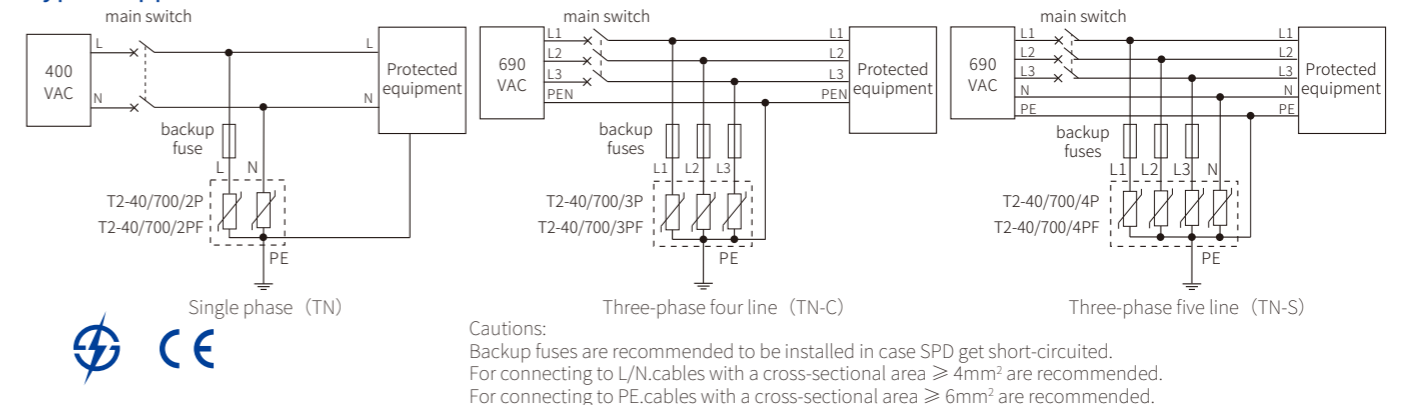 main switch
L
L
400
VAC
Protected
equipment
N
N
backup
fuse
L
N
T2-40/700/2P
T2-40/700/2PF
PE
Single phase（TN）
main switch
L1
L1
L2
L2
690
VAC
L3
L3
Protected
equipment
PEN
PEN
backup
fuses
L1
L2
L3
T2-40/700/3P
T2-40/700/3PF
PE
Three-phase four line（TN-C）
main switch
L1
L1
L2
L2
690
VAC
L3
L3
Protected
equipment
N
N
PE
PE
backup
fuses
L1
L2
L3
N
T2-40/700/4P
T2-40/700/4PF
PE
Three-phase five line（TN-S）
CE
Cautions:
Backup fuses are recommended to be installed in case SPD get short-circuited.
For connecting to L/N.cables with a cross-sectional area ⩾ 4mm² are recommended.
For connecting to PE.cables with a cross-sectional area ⩾ 6mm² are recommended.